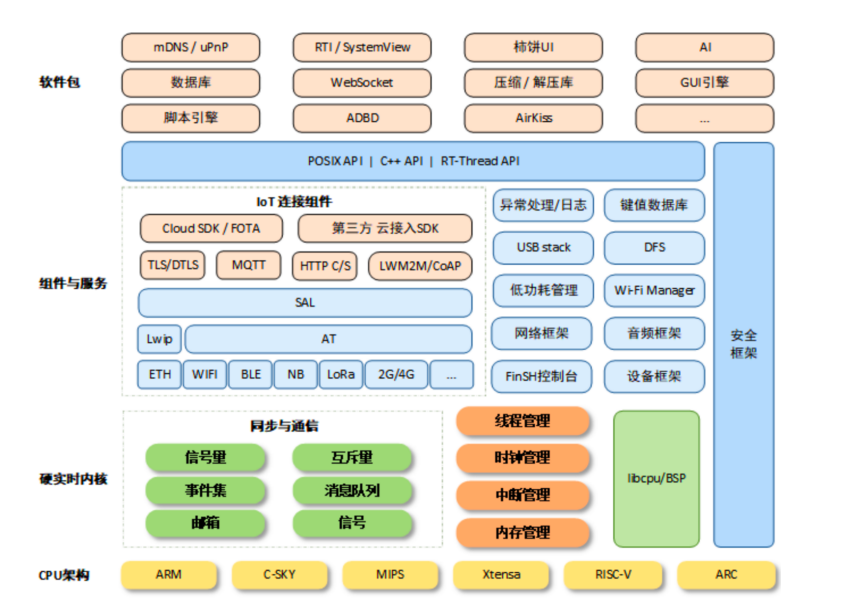 mDNS / uPnP
RTI / SystemView
柿饼UI
AI
软件包
数据库
WebSocket
压缩 / 解压库
GUI引擎
脚本引擎
ADBD
AirKiss
...
POSIX API | C++ API | RT-Thread API
IoT 连接组件
Cloud SDK / FOTA
第三方 云接入SDK
TLS/DTLS
MQTT
HTTP C/S
LWM2M/CoAP
组件与服务
SAL
Lwip
AT
ETH
WIFI
BLE
NB
LoRa
2G/4G
...
异常处理/日志
键值数据库
USB stack
DFS
低功耗管理
Wi-Fi Manager
网络框架
音频框架
FinSH控制台
设备框架
安全
框架
同步与通信
硬实时内核
信号量
互斥量
事件集
消息队列
邮箱
信号
线程管理
时钟管理
中断管理
内存管理
libcpu/BSP
CPU架构
ARM
C-SKY
MIPS
Xtensa
RISC-V
ARC